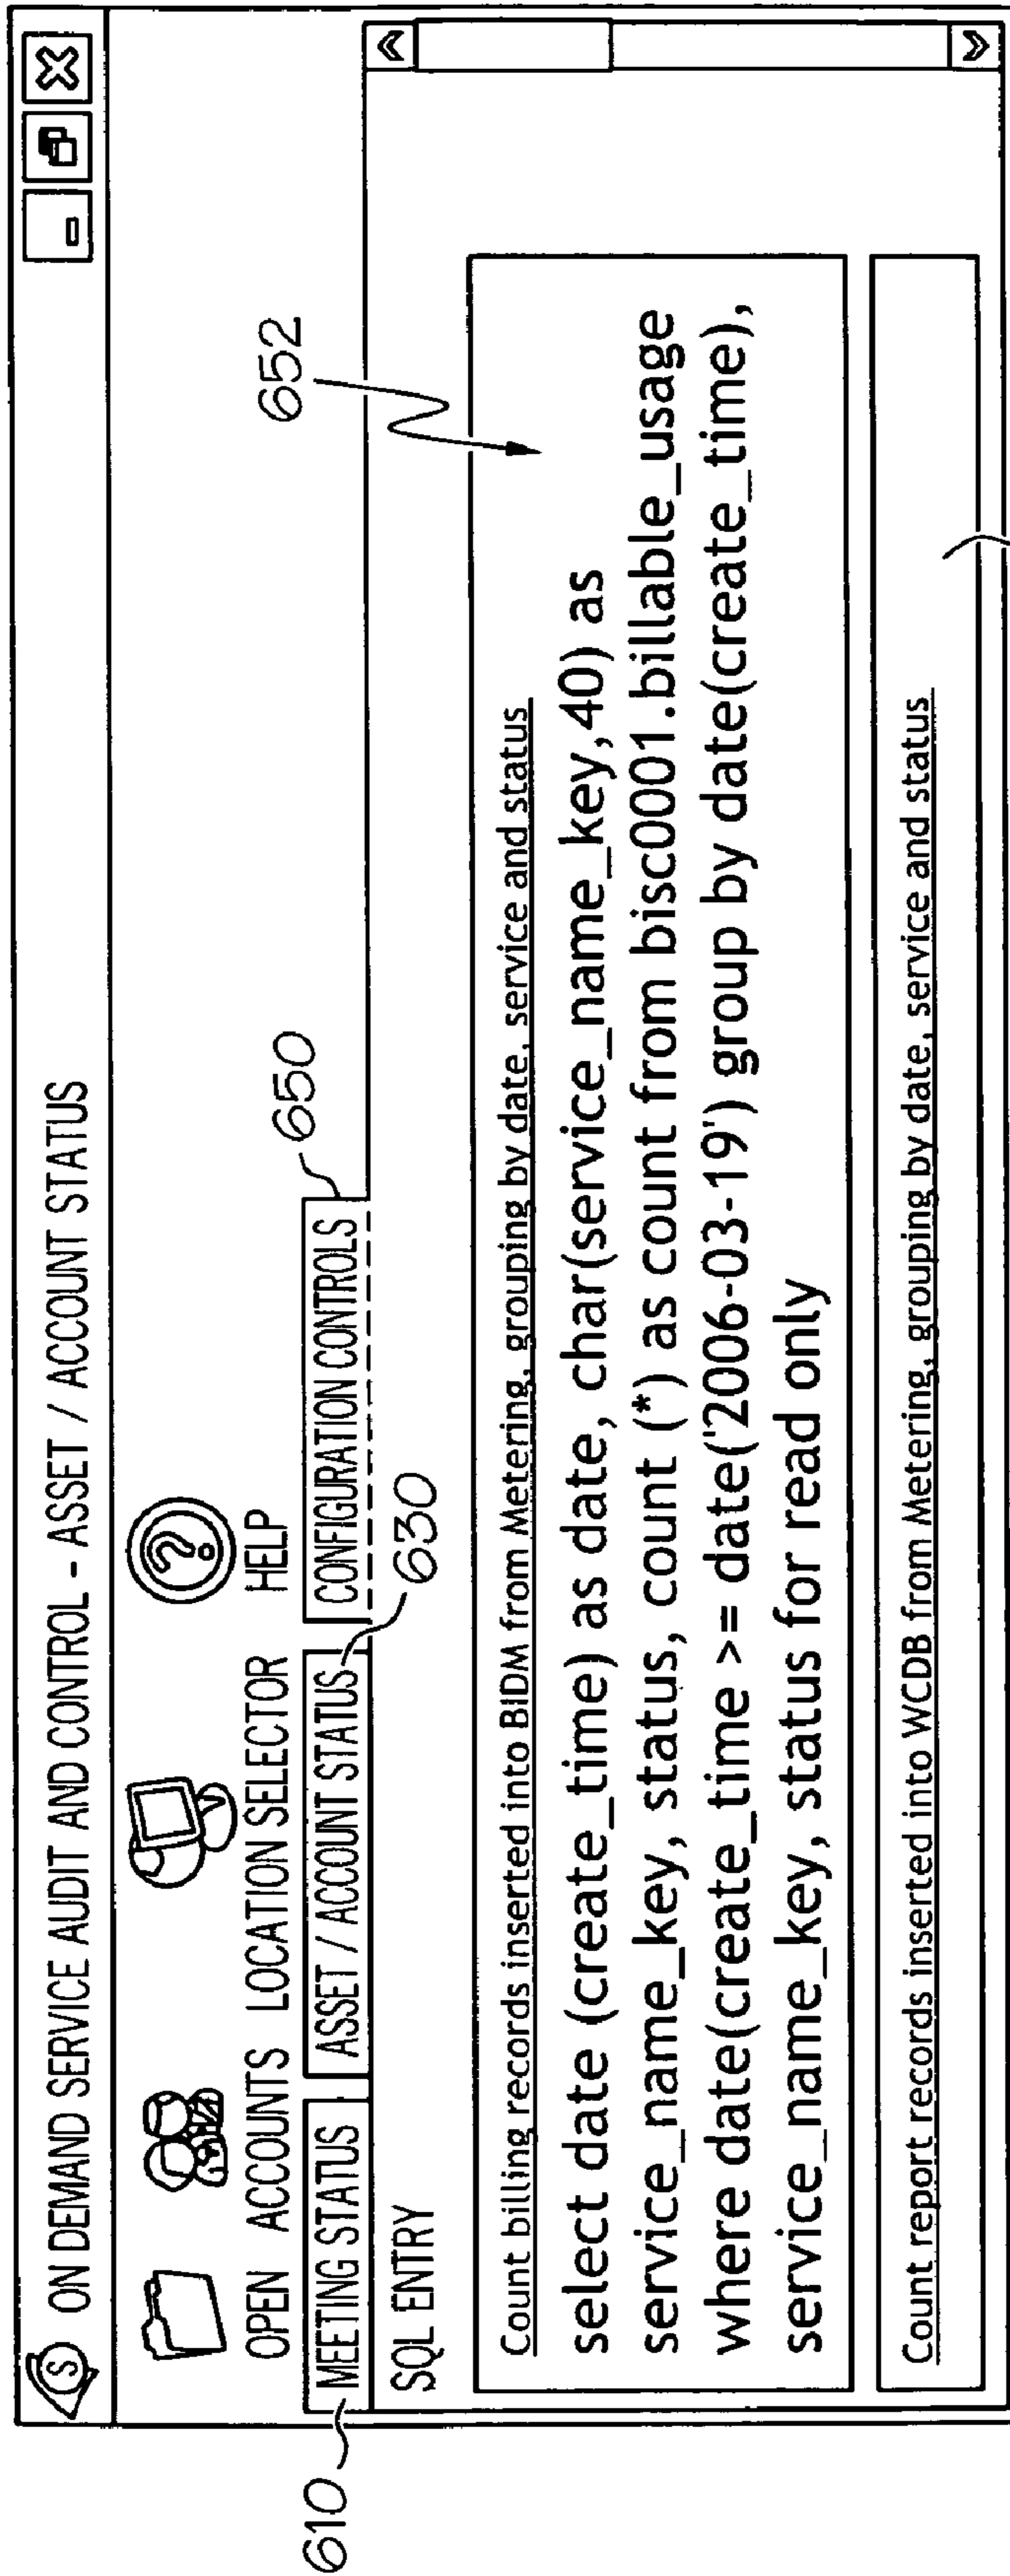 S ON DEMAND SERVICE AUDIT AND CONTROL - ASSET / ACCOUNT STATUS
?
OPEN ACCOUNTS LOCATION SELECTOR HELP
652
650
610
MEETING STATUS ASSET / ACCOUNT STATUS CONFIGURATION CONTROLS
630
SQL ENTRY
Count billing records inserted into BIDM from Metering, grouping by date, service and status
select date (create_time) as date, char(service_name_key,40) as
service_name_key, status, count (*) as count from bisc0001.billable_usage
where date(create_time >= date('2006-03-19') group by date(create_time),
service_name_key, status for read only
Count report records inserted into WCDB from Metering, grouping by date, service and status